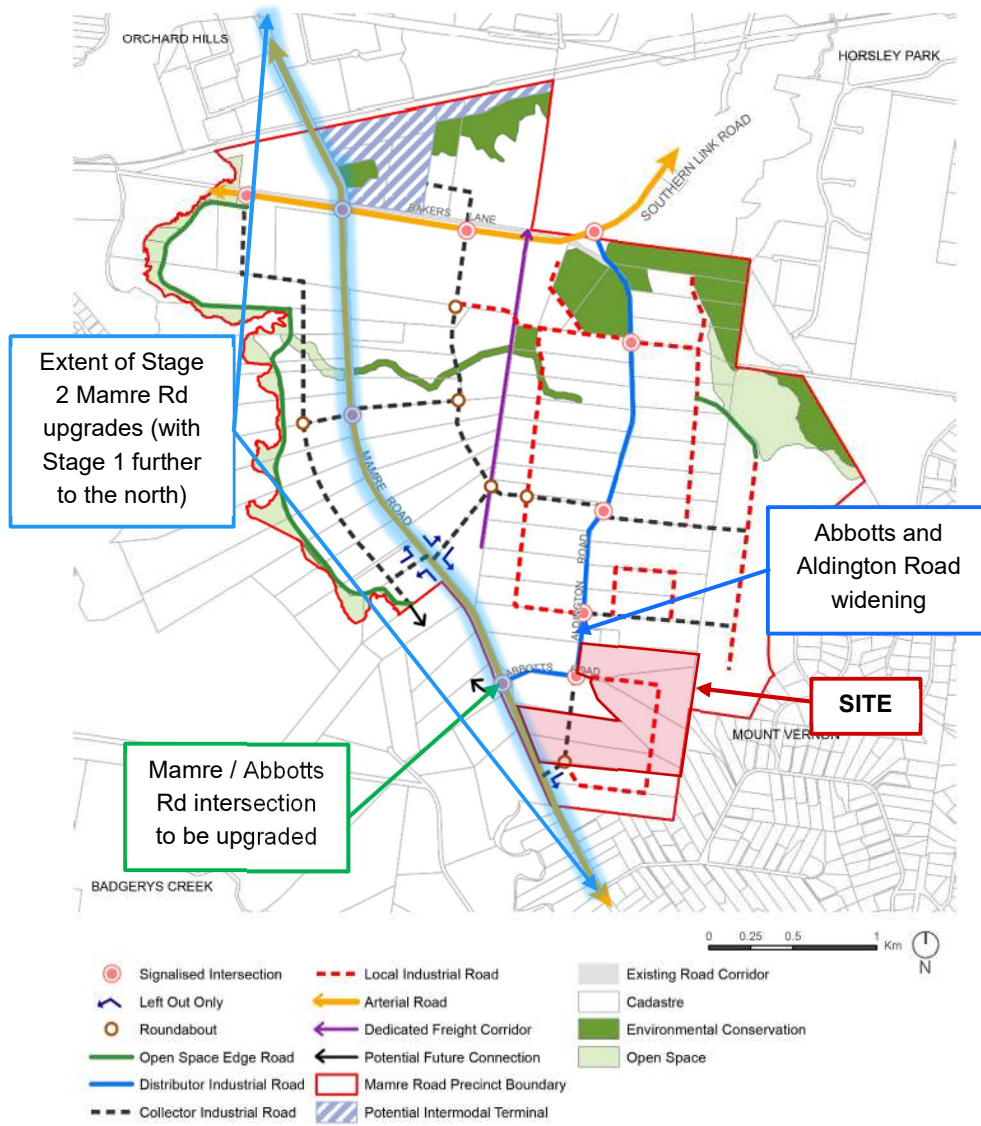 ORCHARD HILLS
HORSLEY PARK
SOUTHERN LINK ROAD
BAKERS LANE
Extent of Stage
2 Mamre Rd
upgrades (with
Stage 1 further
to the north)
MAMRE ROAD
ALDINGTON ROAD
Abbotts and
Aldington Road
widening
ABBOTTS ROAD
SITE
MOUNT VERNON
Mamre / Abbotts
Rd intersection
to be upgraded
BADGERYS CREEK
0 0.25 0.5 1
Km
N
Signalised Intersection
Left Out Only
Roundabout
Open Space Edge Road
Distributor Industrial Road
Collector Industrial Road
Local Industrial Road
Arterial Road
Dedicated Freight Corridor
Potential Future Connection
Mamre Road Precinct Boundary
Potential Intermodal Terminal
Existing Road Corridor
Cadastre
Environmental Conservation
Open Space